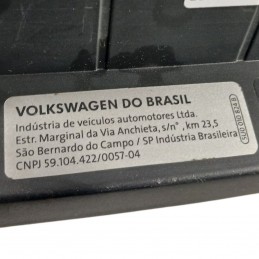 VOLKSWAGEN DO BRASIL
Indústria de veículos automotores Ltda.
Estr. Marginal da Via Anchieta, s/n°, km 23,5
São Bernardo do Campo / SP Indústria Brasileira
CNPJ 59.104.422/0057-04